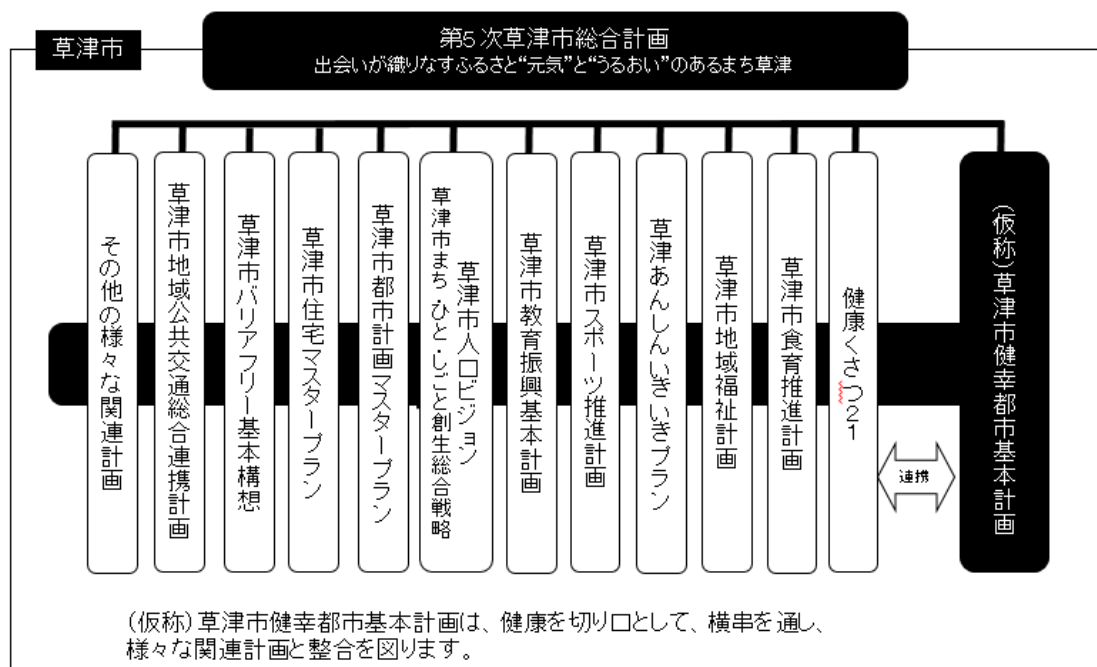 草津市
第5次草津市総合計画
出会いが織りなすふるさと“元気”と“うるおい”のあるまち草津
(仮称)草津市健幸都市基本計画
連携
健康くさつ21
草津市食育推進計画
草津市地域福祉計画
草津あんしんいきいきプラン
草津市スポーツ推進計画
草津市教育振興基本計画
草津市人口ビジョン
草津市まち・ひと・しごと創生総合戦略
草津市都市計画マスタープラン
草津市住宅マスタープラン
草津市バリアフリー基本構想
草津市地域公共交通総合連携計画
その他の様々な関連計画
(仮称)草津市健幸都市基本計画は、健康を切り口として、横串を通し、
様々な関連計画と整合を図ります。